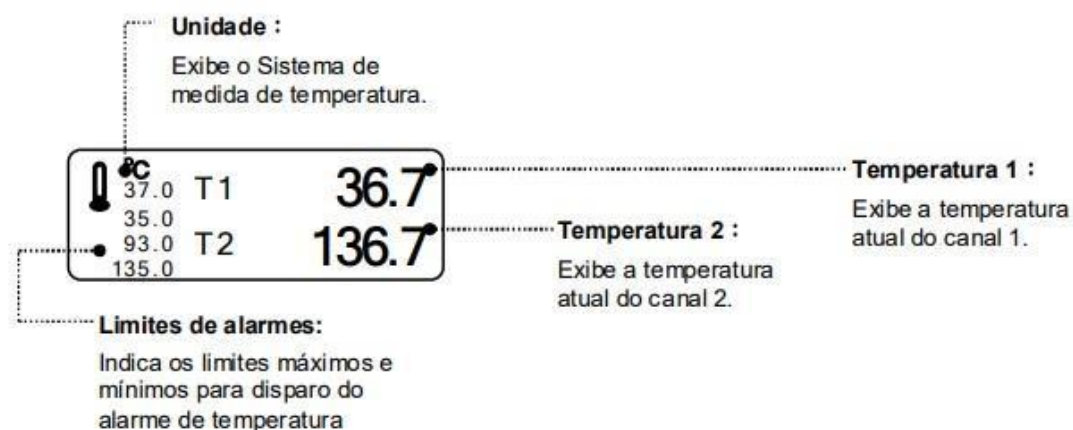 Unidade :
Exibe o Sistema de
medida de temperatura.
°C
37.0 T1 36.7
35.0
93.0 T2 136.7
135.0
Temperatura 1 :
Exibe a temperatura
atual do canal 1.
Temperatura 2 :
Exibe a temperatura
atual do canal 2.
Limites de alarmes:
Indica os limites máximos e
mínimos para disparo do
alarme de temperatura